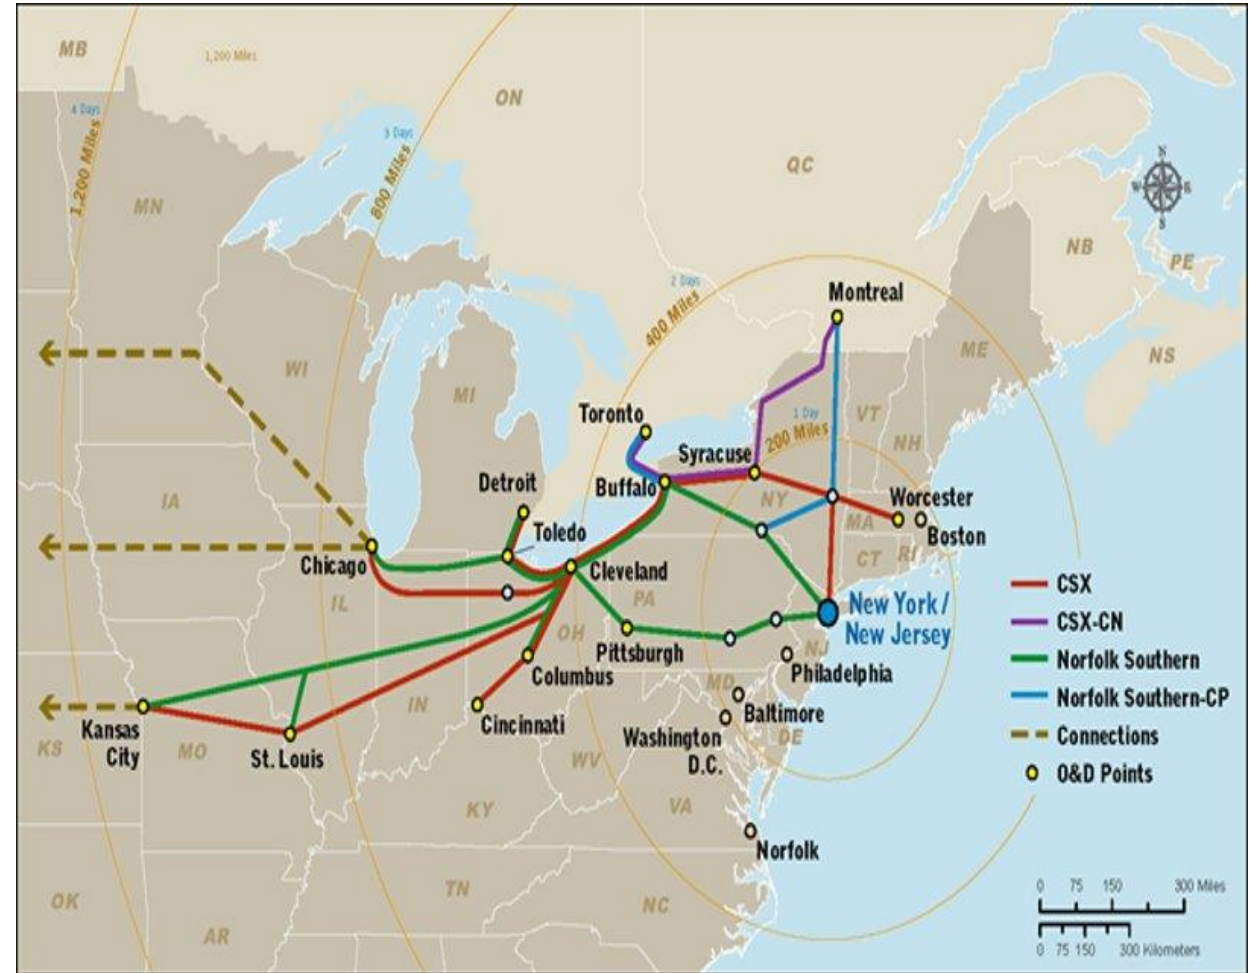 MB
1,200 Miles
ON
4 Days
1,200 Miles
3 Days
800 Miles
QC
N
W
E
S
MN
NB
PE
2 Days
400 Miles
Montreal
ME
NS
WI
MI
Toronto
1 Day
200 Miles
VT
NH
Syracuse
Detroit
Buffalo
NY
Worcester
MA
Boston
IA
Toledo
Chicago
Cleveland
CT
RI
IL
PA
New York /
New Jersey
OH
Pittsburgh
NJ
Columbus
Philadelphia
MD
IN
Cincinnati
Baltimore
Kansas
City
KS
MO
St. Louis
Washington
D.C.
DE
WV
KY
VA
Norfolk
OK
TN
NC
AR
CSX
CSX-CN
Norfolk Southern
Norfolk Southern-CP
Connections
O&D Points
0 75 150 300 Miles
0 75 150 300 Kilometers